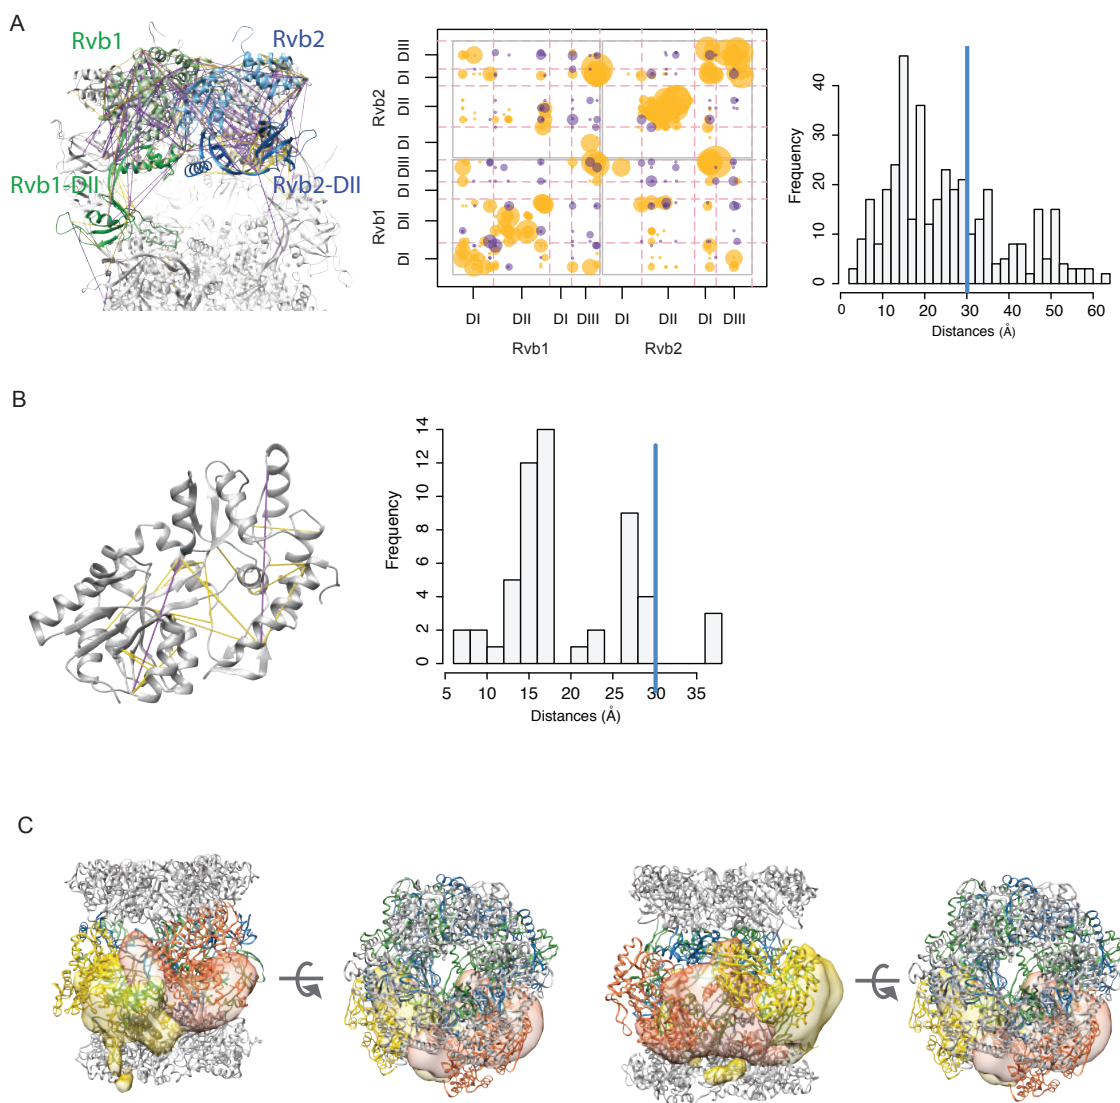 A
Rvb1
Rvb2
Rvb1-DII
Rvb2-DII
Rvb2
DIII
DI
DII
DI
Rvb1
DIII
DI
DII
DI
DI
DII
DI
DIII
DI
DII
DI
DIII
Rvb1
Rvb2
Frequency
40
30
20
10
0
0 10 20 30 40 50 60
Distances (Å)
B
Frequency
14
12
10
8
6
4
2
0
5 10 15 20 25 30 35
Distances (Å)
C